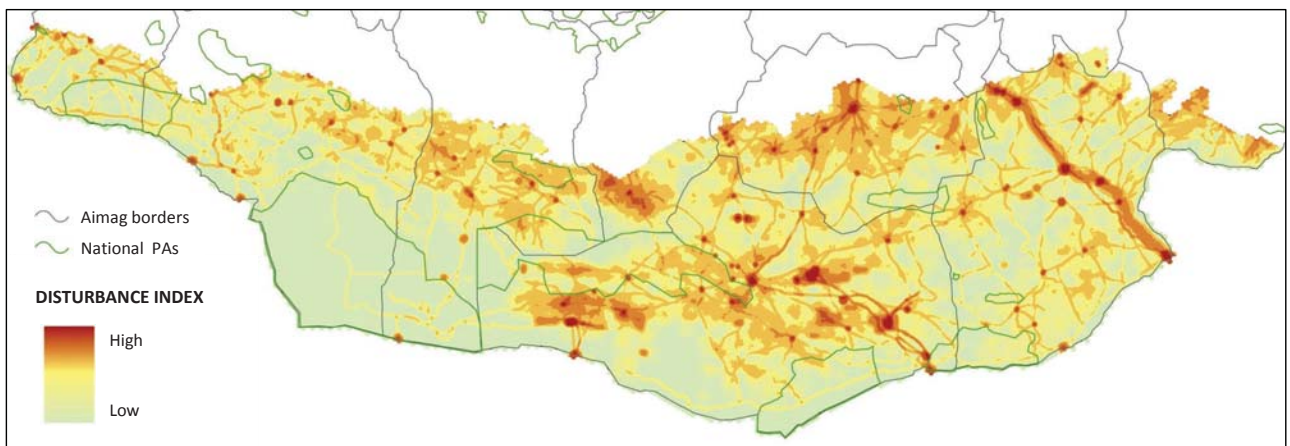 Aimag borders
National PAs
DISTURBANCE INDEX
High
Low